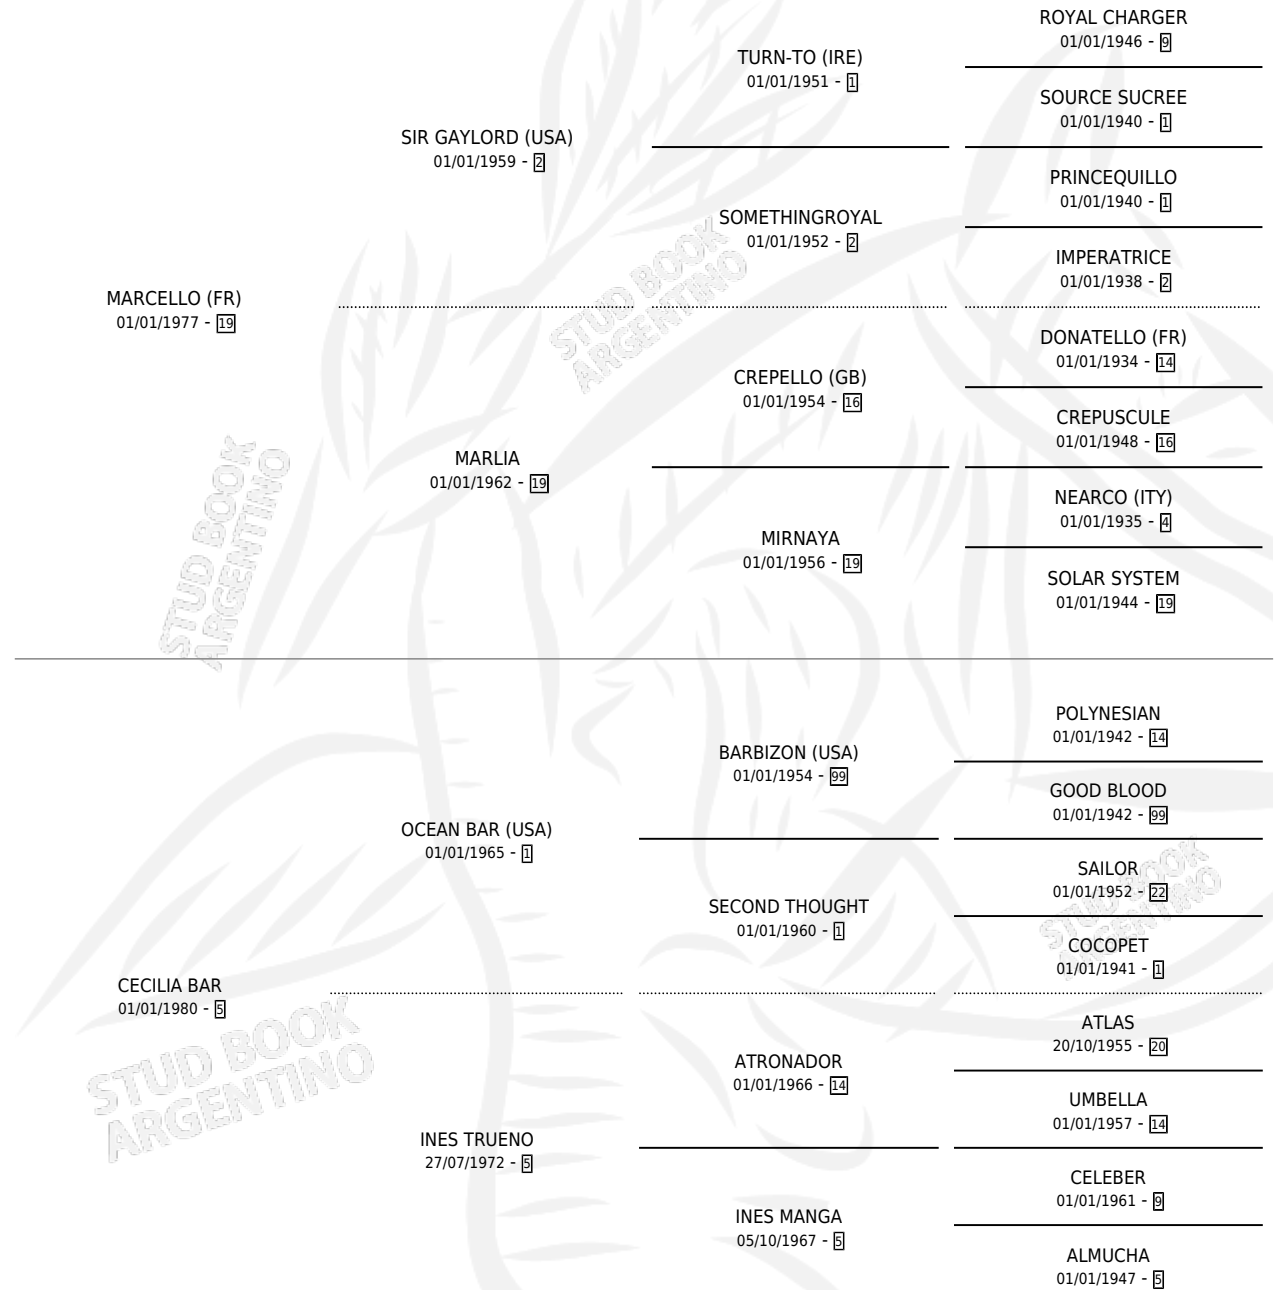 MARCELLO (FR)
01/01/1977 - 19
SIR GAYLORD (USA)
01/01/1959 - 2
MARLIA
01/01/1962 - 19
TURN-TO (IRE)
01/01/1951 - 1
SOMETHINGROYAL
01/01/1952 - 2
CREPELLO (GB)
01/01/1954 - 16
MIRNAYA
01/01/1956 - 19
ROYAL CHARGER
01/01/1946 - 9
SOURCE SUCREE
01/01/1940 - 1
PRINCEQUILLO
01/01/1940 - 1
IMPERATRICE
01/01/1938 - 2
DONATELLO (FR)
01/01/1934 - 14
CREPUSCULE
01/01/1948 - 16
NEARCO (ITY)
01/01/1935 - 4
SOLAR SYSTEM
01/01/1944 - 19
CECILIA BAR
01/01/1980 - 5
OCEAN BAR (USA)
01/01/1965 - 1
INES TRUENO
27/07/1972 - 5
BARBIZON (USA)
01/01/1954 - 99
SECOND THOUGHT
01/01/1960 - 1
ATRONADOR
01/01/1966 - 14
INES MANGA
05/10/1967 - 5
POLYNESIAN
01/01/1942 - 14
GOOD BLOOD
01/01/1942 - 99
SAILOR
01/01/1952 - 22
COCOPET
01/01/1941 - 1
ATLAS
20/10/1955 - 20
UMBELLA
01/01/1957 - 14
CELEBER
01/01/1961 - 9
ALMUCHA
01/01/1947 - 5
STUD BOOK
ARGENTINO
STUD BOOK
ARGENTINO
STUD BOOK
ARGENTINO
STUD BOOK
ARGENTINO